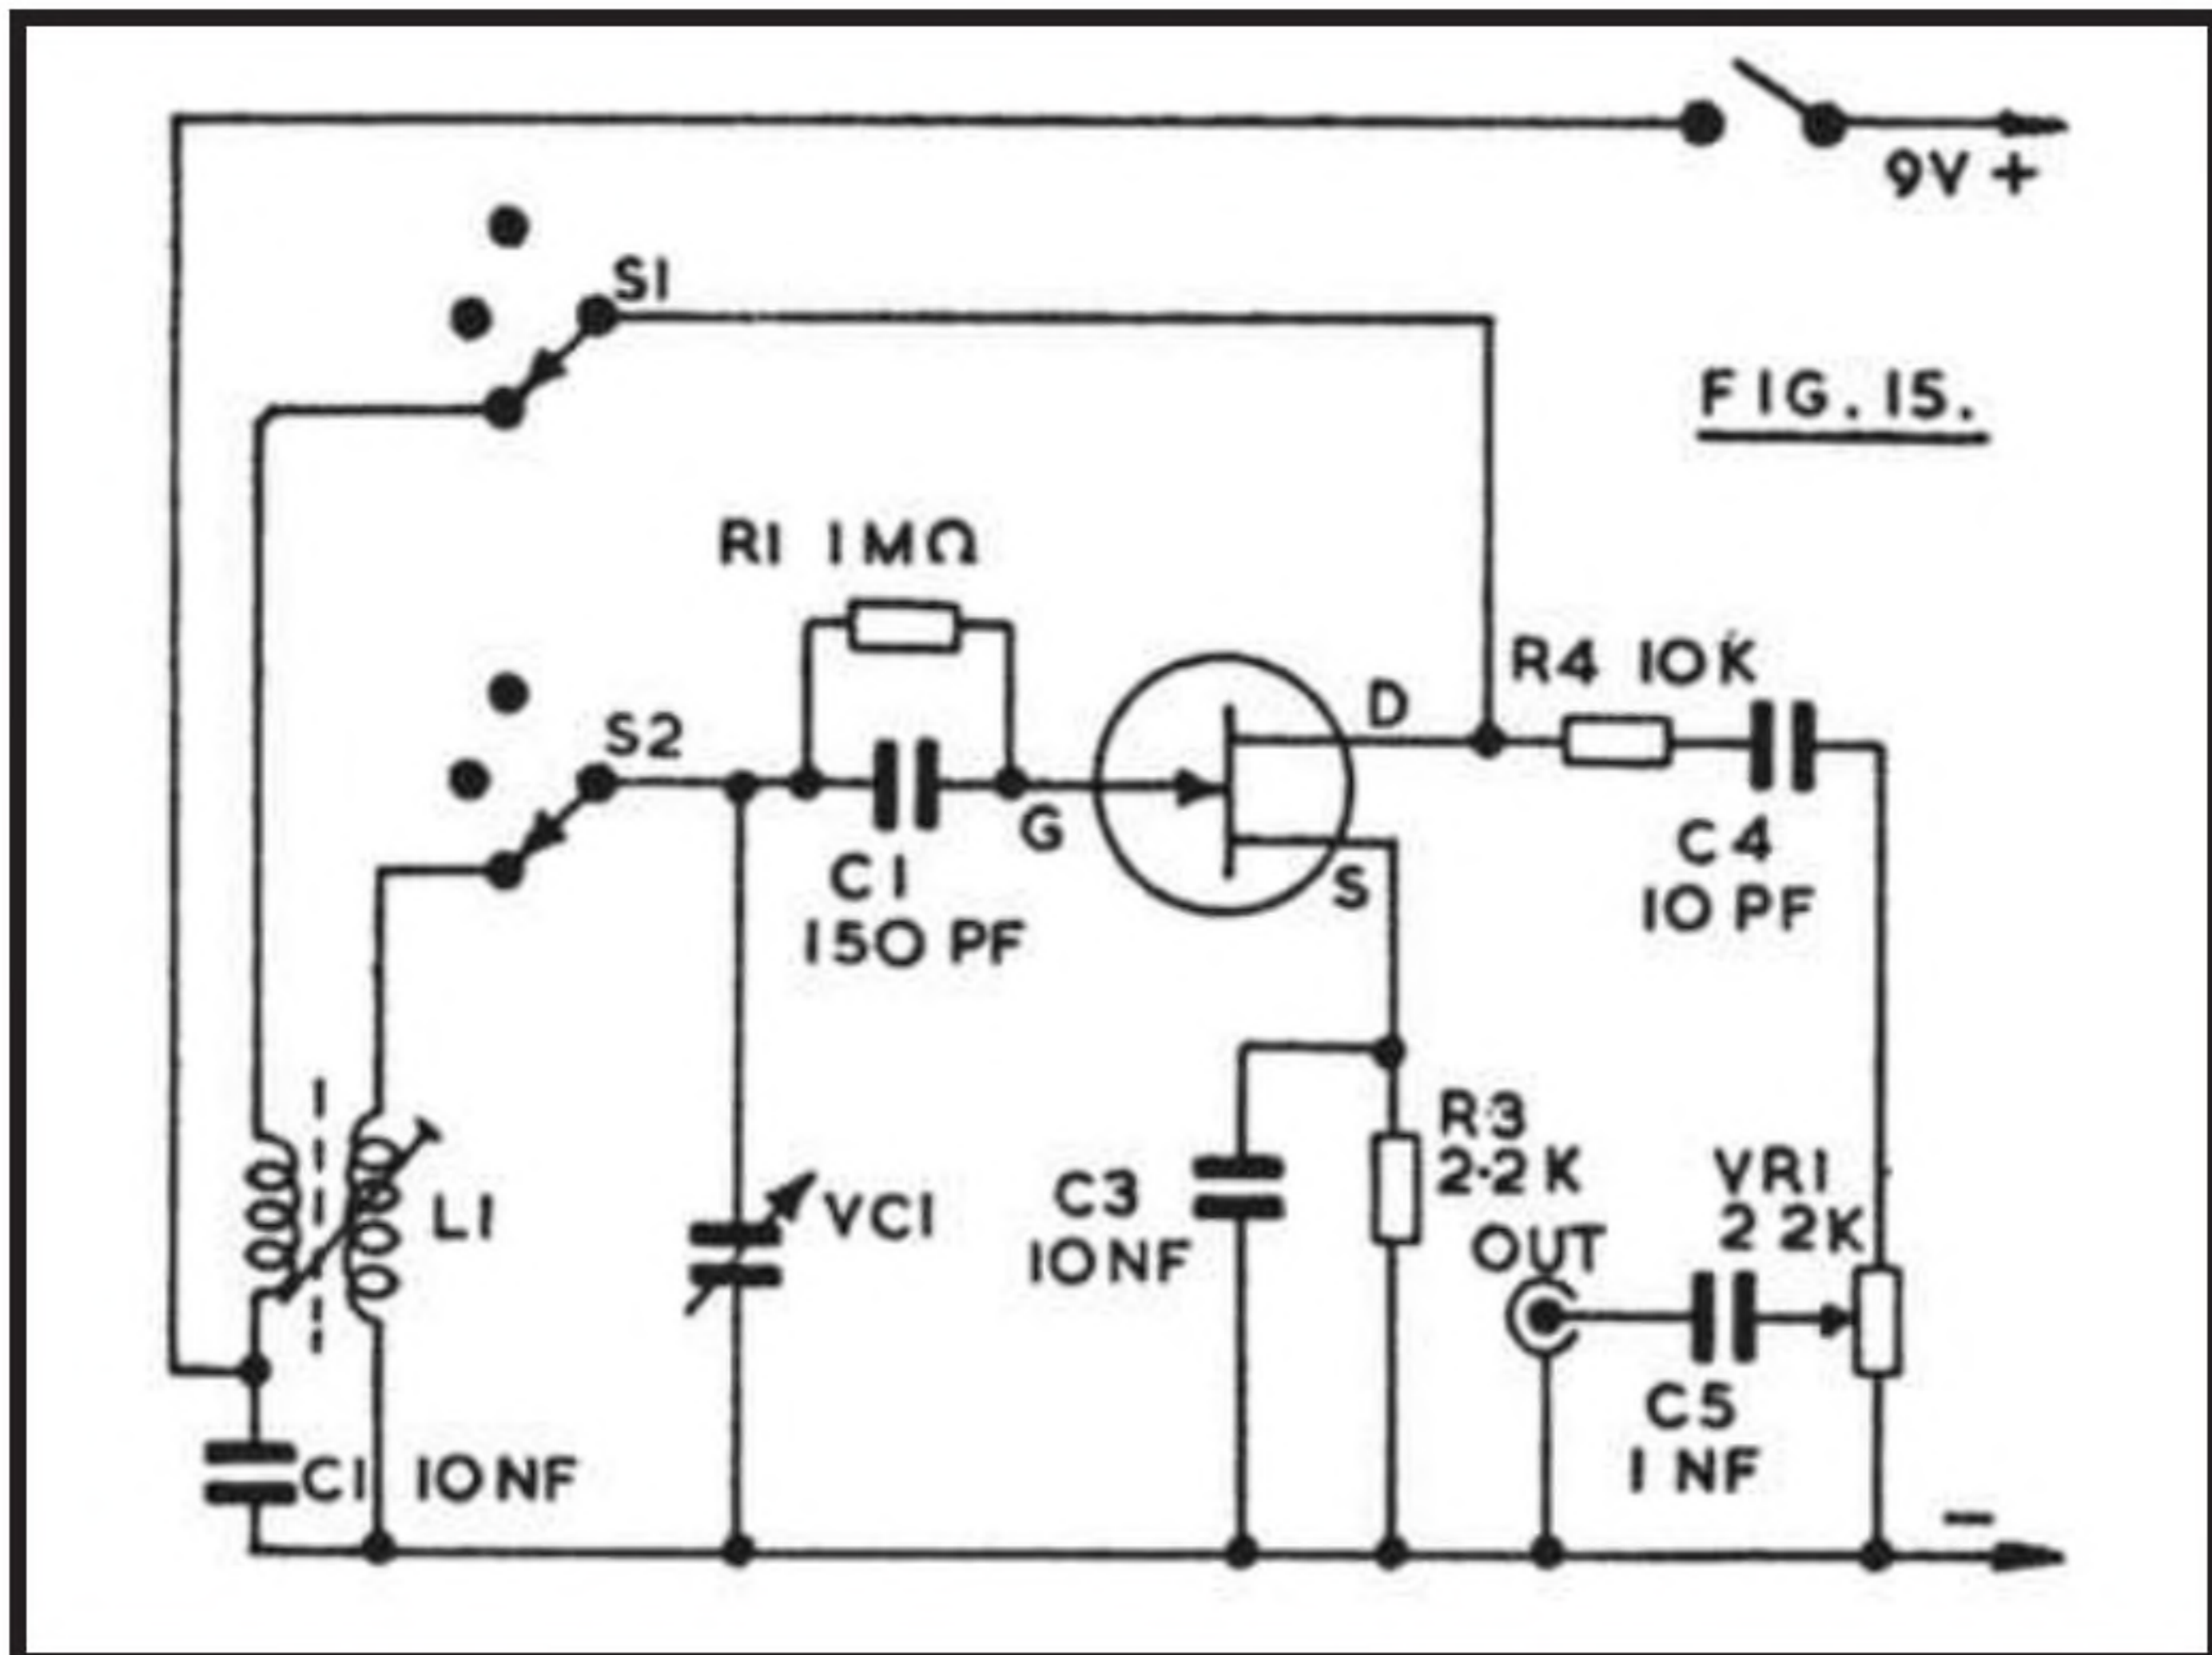 9V +
S1
FIG. 15.
R1 1MΩ
S2
D
R4 10K
G
C1
150 PF
S
C4
10 PF
L1
VC1
C3
10NF
R3
2·2K
OUT
VR1
2 2K
C5
1 NF
C1 10NF
–